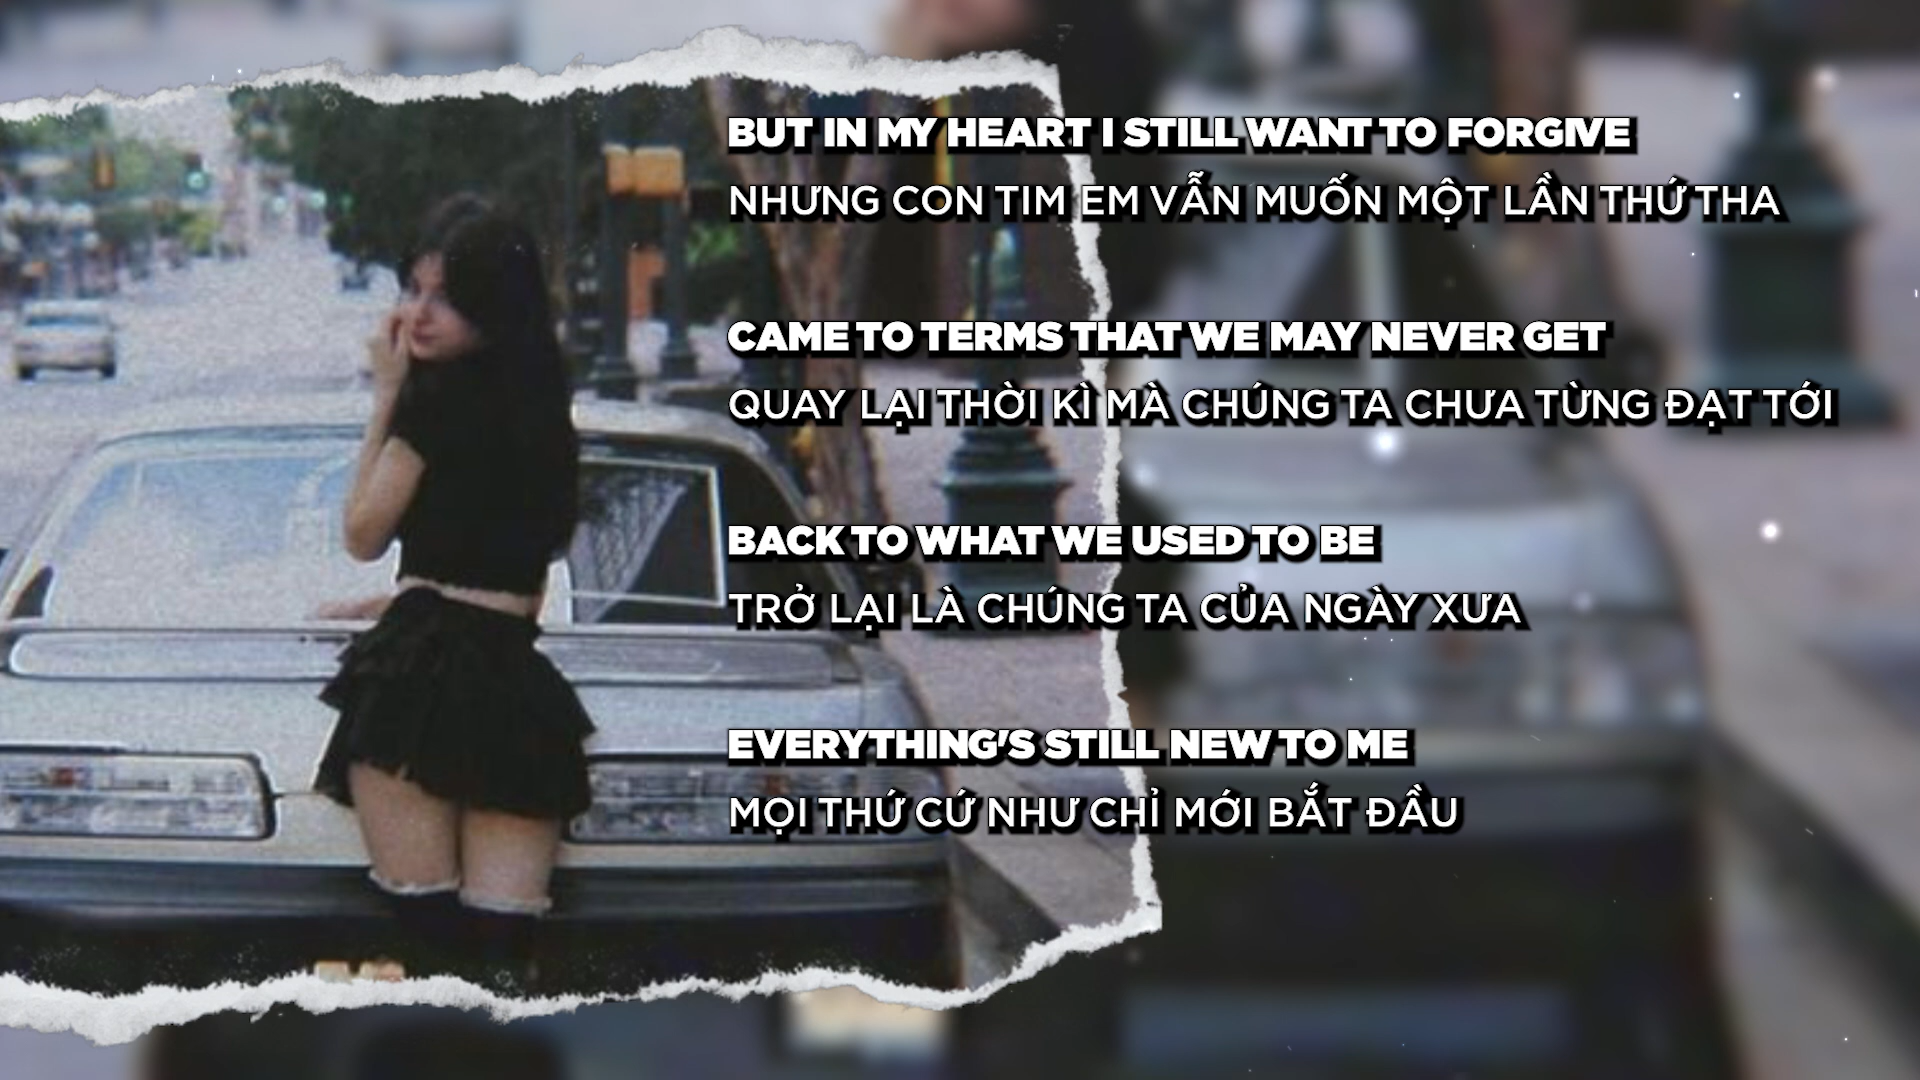 BUT IN MY HEART I STILL WANT TO FORGIVE
NHƯNG CON TIM EM VẪN MUỐN MỘT LẦN THỨ THA
CAME TO TERMS THAT WE MAY NEVER GET
QUAY LẠI THỜI KÌ MÀ CHÚNG TA CHƯA TỪNG ĐẠT TỚI
BACK TO WHAT WE USED TO BE
TRỞ LẠI LÀ CHÚNG TA CỦA NGÀY XƯA
EVERYTHING'S STILL NEW TO ME
MỌI THỨ CỨ NHƯ CHỈ MỚI BẮT ĐẦU